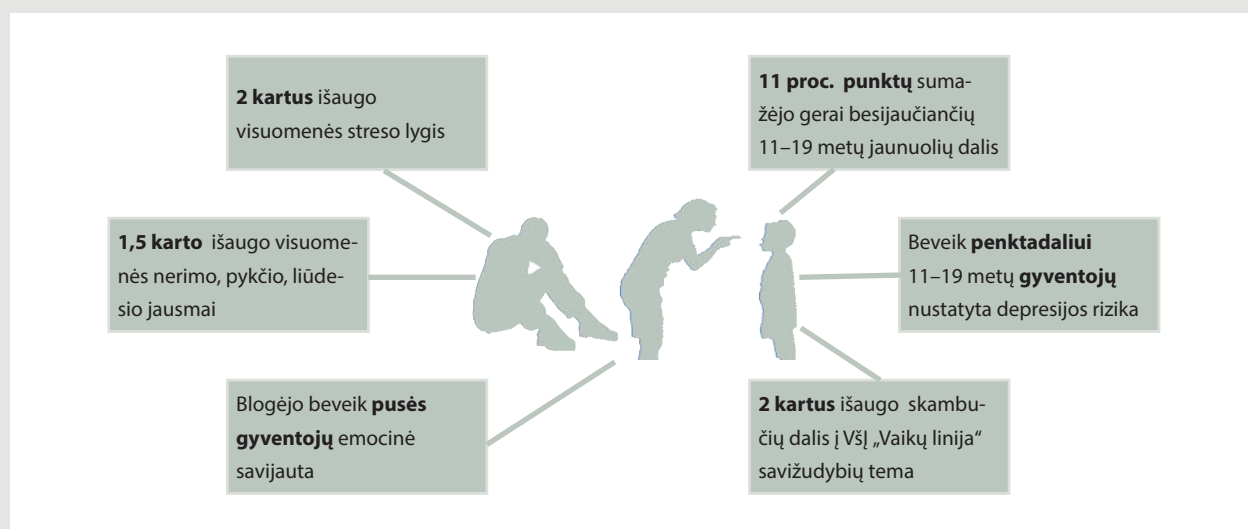 2 kartus išaugo
visuomenės streso lygis
1,5 karto išaugo visuome-
nės nerimo, pykčio, liūde-
sio jausmai
Blogėjo beveik pusės
gyventojų emocinė
savijauta
11 proc. punktų suma-
žėjo gerai besijaučiančių
11–19 metų jaunuolių dalis
Beveik penktadaliui
11–19 metų gyventojų
nustatyta depresijos rizika
2 kartus išaugo skambu-
čių dalis į VšĮ „Vaikų linija“
savižudybių tema